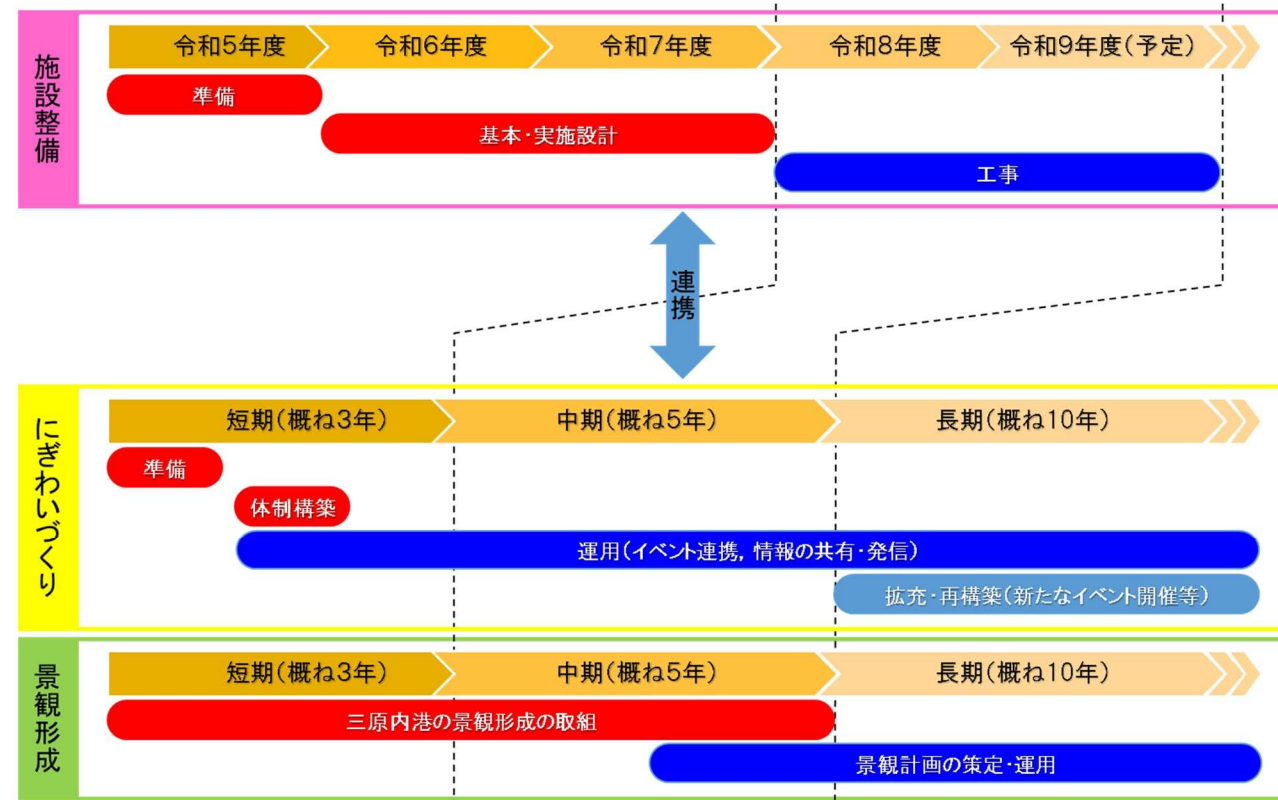 施設整備
令和5年度
令和6年度
令和7年度
令和8年度
令和9年度(予定)
準備
基本・実施設計
工事
連携
にぎわいづくり
短期(概ね3年)
中期(概ね5年)
長期(概ね10年)
準備
体制構築
運用(イベント連携, 情報の共有・発信)
拡充・再構築(新たなイベント開催等)
景観形成
短期(概ね3年)
中期(概ね5年)
長期(概ね10年)
三原内港の景観形成の取組
景観計画の策定・運用